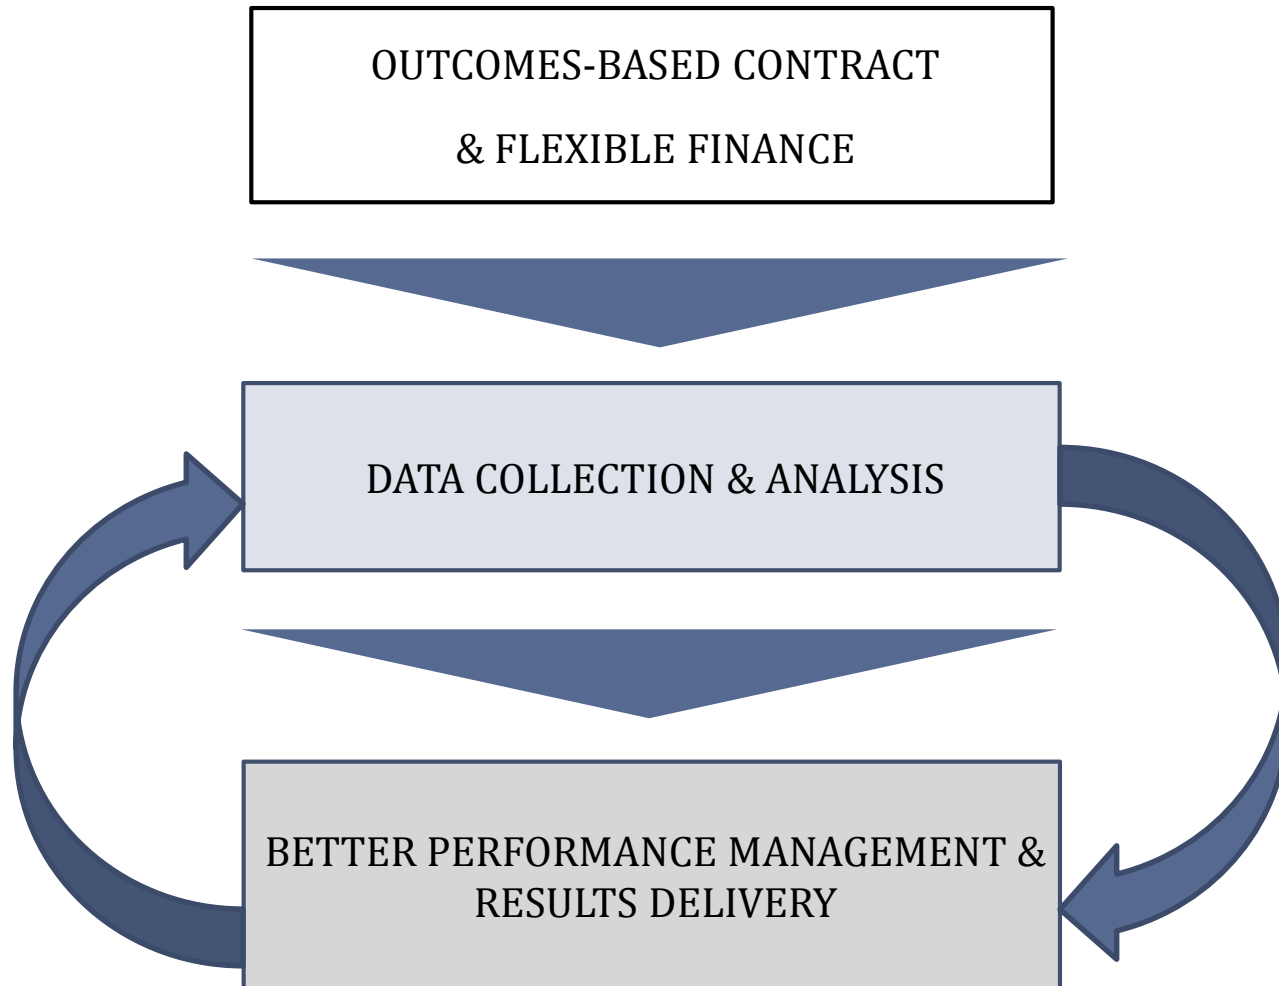 OUTCOMES-BASED CONTRACT
& FLEXIBLE FINANCE
DATA COLLECTION & ANALYSIS
BETTER PERFORMANCE MANAGEMENT &
RESULTS DELIVERY